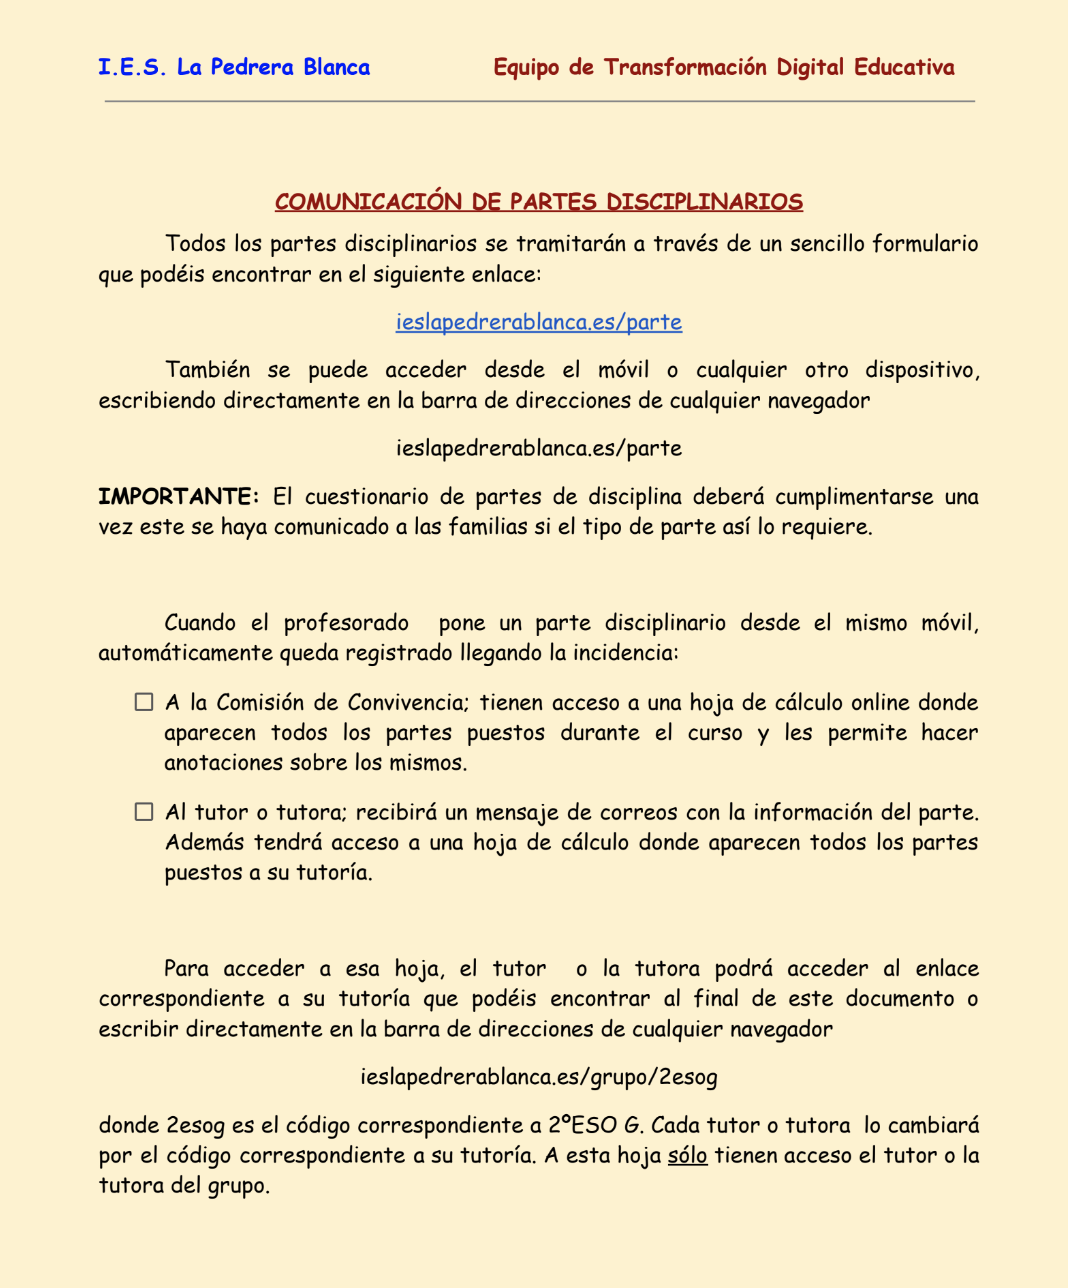 I.E.S. La Pedrera Blanca Equipo de Transformación Digital Educativa
COMUNICACIÓN DE PARTES DISCIPLINARIOS
Todos los partes disciplinarios se tramitarán a través de un sencillo formulario
que podéis encontrar en el siguiente enlace:
ieslapedrerablanca.es/parte
También se puede acceder desde el móvil o cualquier otro dispositivo,
escribiendo directamente en la barra de direcciones de cualquier navegador
ieslapedrerablanca.es/parte
IMPORTANTE: El cuestionario de partes de disciplina deberá cumplimentarse una
vez este se haya comunicado a las familias si el tipo de parte así lo requiere.
Cuando el profesorado pone un parte disciplinario desde el mismo móvil,
automáticamente queda registrado llegando la incidencia:
☐ A la Comisión de Convivencia; tienen acceso a una hoja de cálculo online donde
aparecen todos los partes puestos durante el curso y les permite hacer
anotaciones sobre los mismos.
☐ Al tutor o tutora; recibirá un mensaje de correos con la información del parte.
Además tendrá acceso a una hoja de cálculo donde aparecen todos los partes
puestos a su tutoría.
Para acceder a esa hoja, el tutor o la tutora podrá acceder al enlace
correspondiente a su tutoría que podéis encontrar al final de este documento o
escribir directamente en la barra de direcciones de cualquier navegador
ieslapedrerablanca.es/grupo/2esog
donde 2esog es el código correspondiente a 2ºESO G. Cada tutor o tutora lo cambiará
por el código correspondiente a su tutoría. A esta hoja sólo tienen acceso el tutor o la
tutora del grupo.